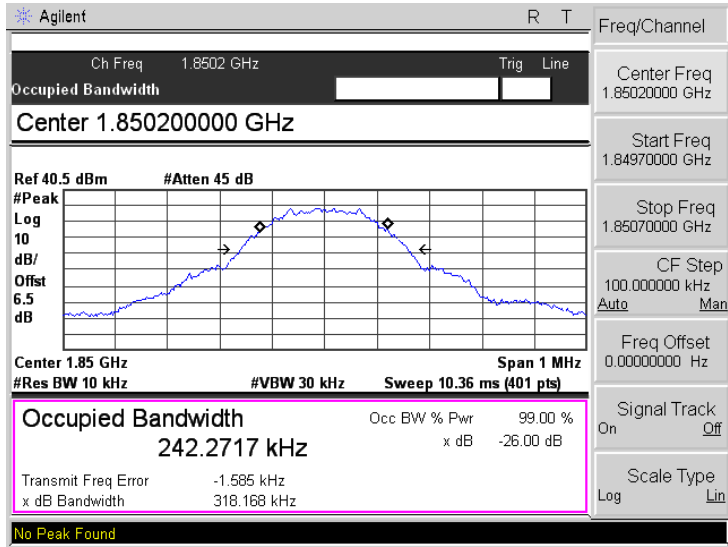 Agilent
R T
Freq/Channel
Ch Freq 1.8502 GHz
Trig Line
Occupied Bandwidth
Center Freq
1.85020000 GHz
Center 1.850200000 GHz
Start Freq
1.84970000 GHz
Ref 40.5 dBm #Atten 45 dB
#Peak
Log
10
dB/
Offst
6.5
dB
Stop Freq
1.85070000 GHz
CF Step
100.000000 kHz
Auto Man
Freq Offset
0.00000000 Hz
Center 1.85 GHz Span 1 MHz
#Res BW 10 kHz #VBW 30 kHz Sweep 10.36 ms (401 pts)
Occupied Bandwidth
242.2717 kHz
Occ BW % Pwr 99.00 %
x dB -26.00 dB
Signal Track
On Off
Transmit Freq Error -1.585 kHz
x dB Bandwidth 318.168 kHz
Scale Type
Log Lin
No Peak Found